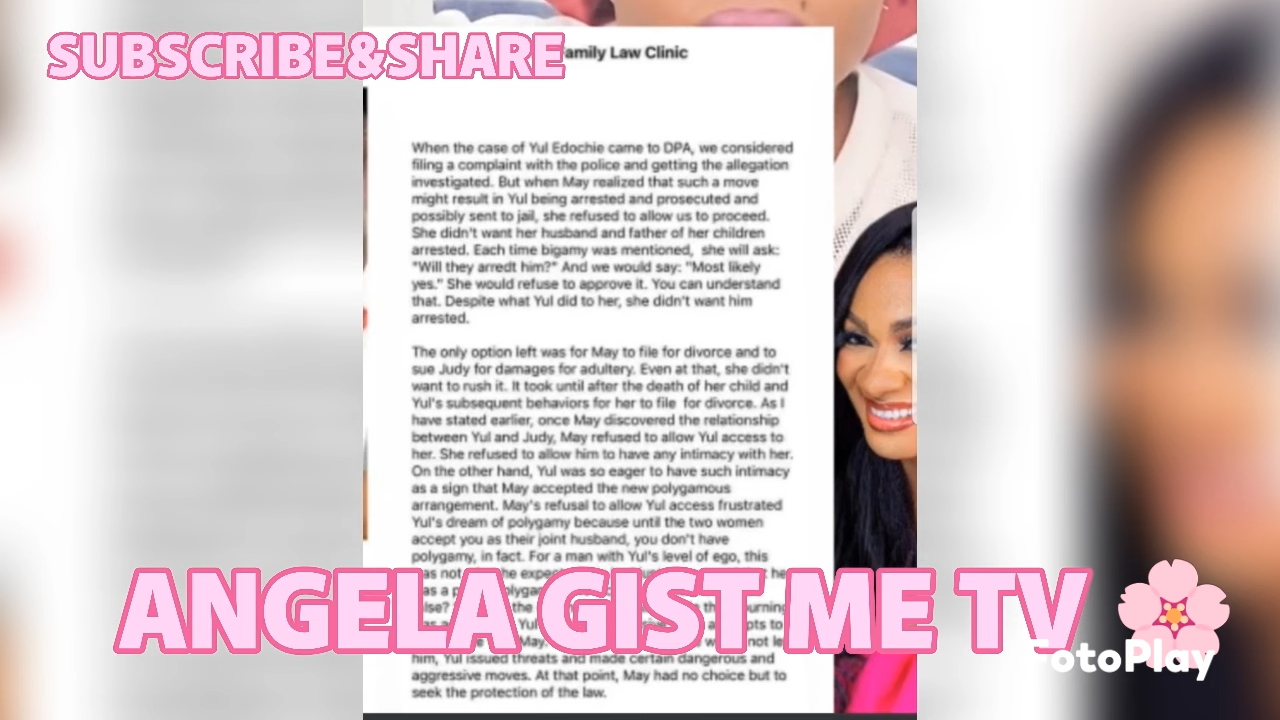 SUBSCRIBE&SHARE
Family Law Clinic
When the case of Yul Edochie came to DPA, we considered
filing a complaint with the police and getting the allegation
investigated. But when May realized that such a move
might result in Yul being arrested and prosecuted and
possibly sent to jail, she refused to allow us to proceed.
She didn't want her husband and father of her children
arrested. Each time bigamy was mentioned, she will ask:
"Will they arredt him?" And we would say: "Most likely
yes." She would refuse to approve it. You can understand
that. Despite what Yul did to her, she didn't want him
arrested.
The only option left was for May to file for divorce and to
sue Judy for damages for adultery. Even at that, she didn't
want to rush it. It took until after the death of her child and
Yul's subsequent behaviors for her to file for divorce. As I
have stated earlier, once May discovered the relationship
between Yul and Judy, May refused to allow Yul access to
her. She refused to allow him to have any intimacy with her.
On the other hand, Yul was so eager to have such intimacy
as a sign that May accepted the new polygamous
arrangement. May's refusal to allow Yul access frustrated
Yul's dream of polygamy because until the two women
accept you as their joint husband, you don't have
polygamy, in fact. For a man with Yul's level of ego, this
not he
as a
the
Yul
May. not
him, Yul issued threats and made certain dangerous and
aggressive moves. At that point, May had no choice but to
seek the protection of the law.
ANGELA GIST ME TV
FotoPlay